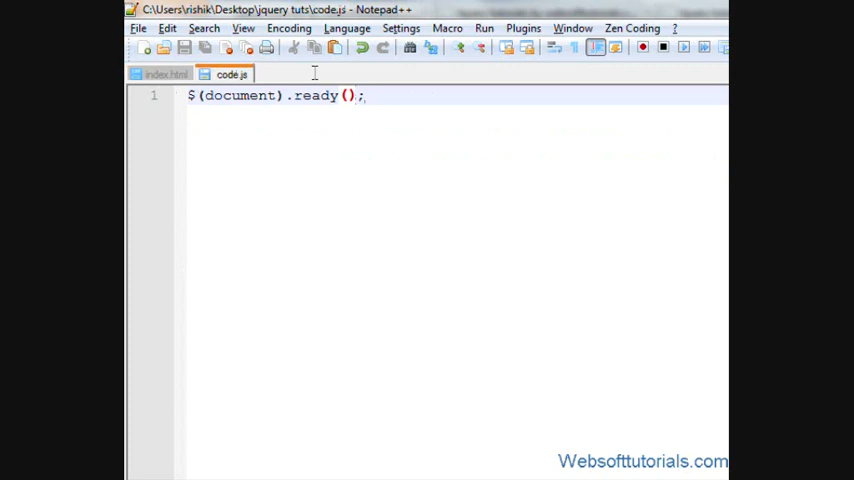 C:\Users\rishik\Desktop\jquery tuts\code.js - Notepad++
File Edit Search View Encoding Language Settings Macro Run Plugins Window Zen Coding ?
index.html code.js
1 $(document).ready();
Websofttutorials.com